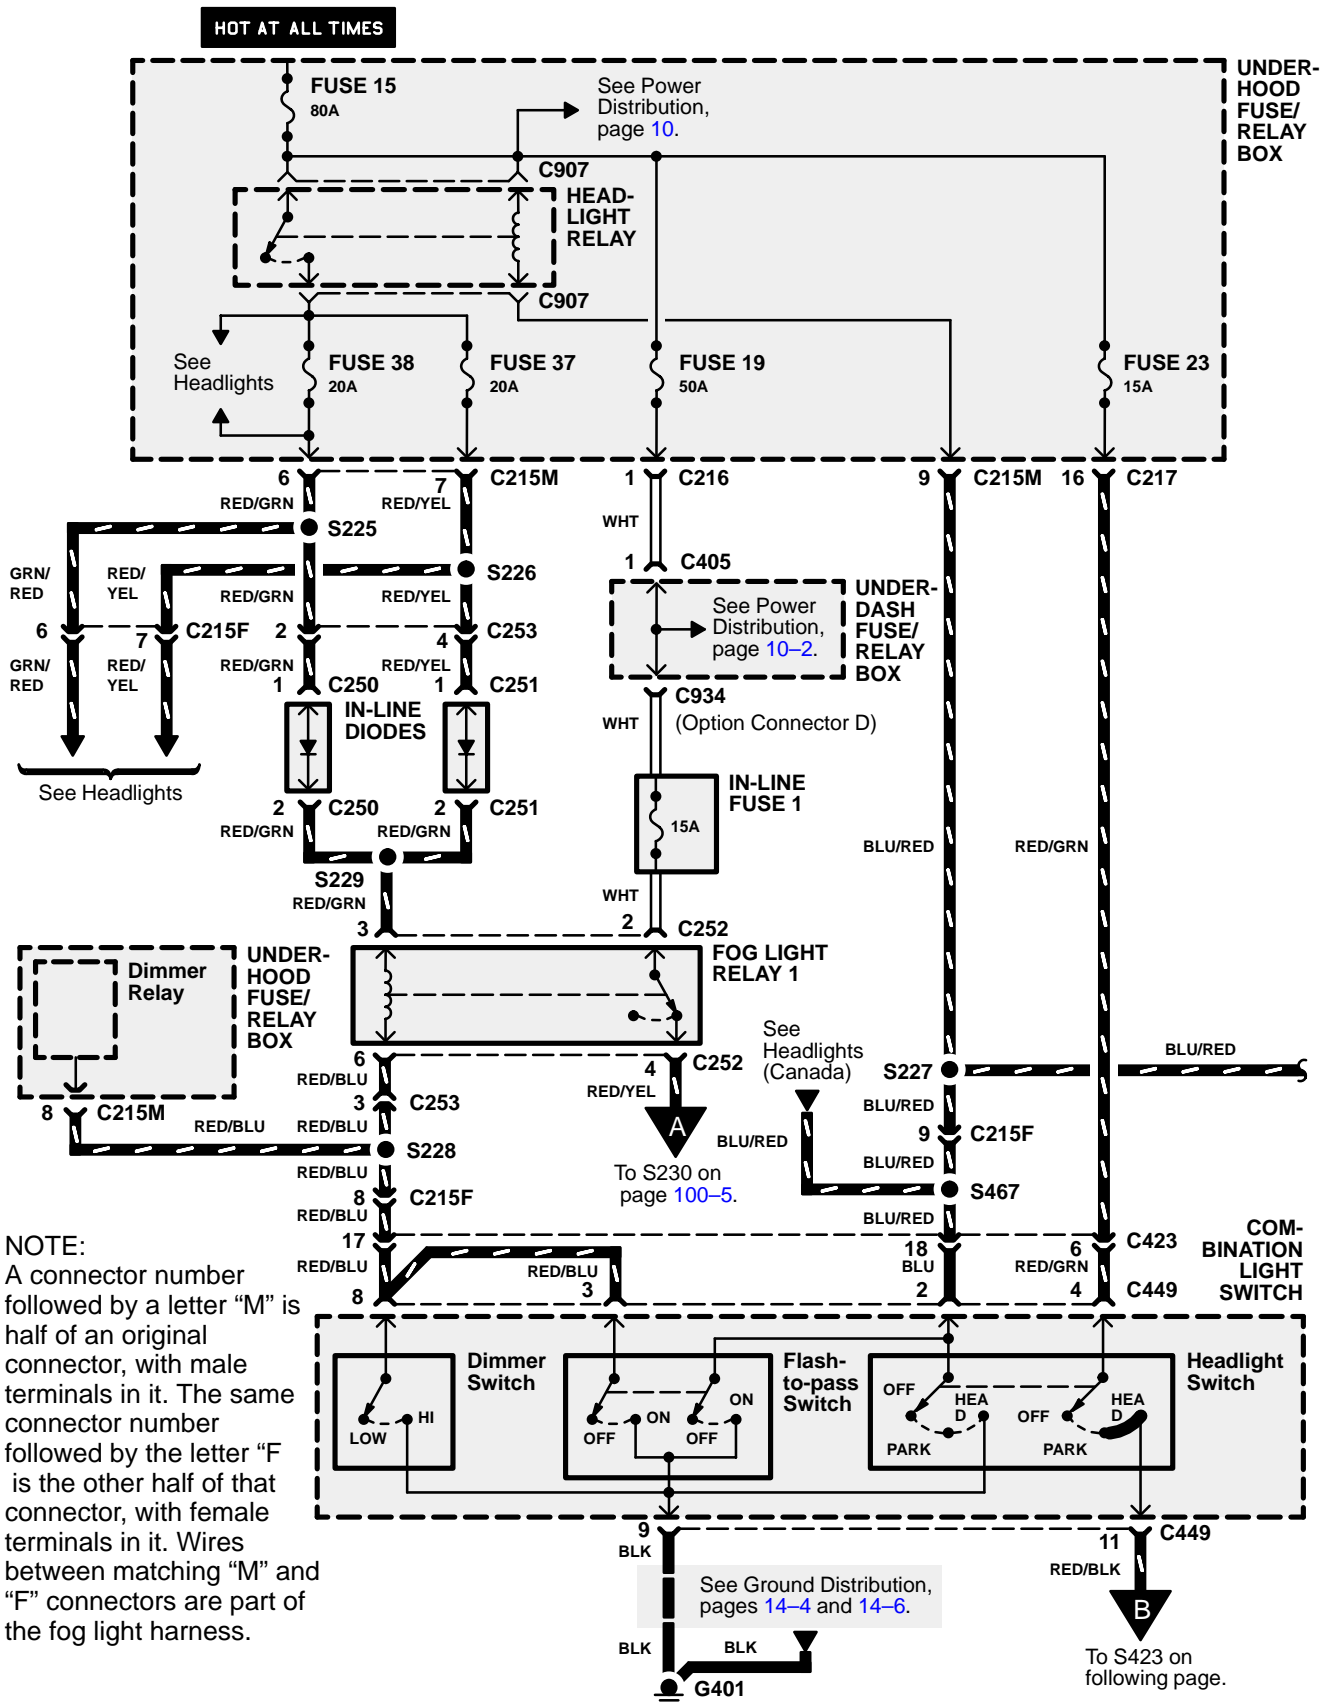 HOT AT ALL TIMES
FUSE 15
80A
See Power
Distribution,
page 10.
UNDER-
HOOD
FUSE/
RELAY
BOX
C907
HEAD-
LIGHT
RELAY
C907
See
Headlights
FUSE 38
20A
FUSE 37
20A
FUSE 19
50A
FUSE 23
15A
6
7
C215M
1
C216
9
C215M
16
C217
RED/GRN
RED/YEL
WHT
S225
S226
1
C405
GRN/
RED
RED/
YEL
RED/GRN
RED/YEL
6
7
C215F
2
4
C253
GRN/
RED
RED/
YEL
RED/GRN
RED/YEL
1
C250
1
C251
See Power
Distribution,
page 10–2.
UNDER-
DASH
FUSE/
RELAY
BOX
C934
(Option Connector D)
WHT
IN-LINE
DIODES
See Headlights
2
C250
2
C251
RED/GRN
RED/GRN
IN-LINE
FUSE 1
15A
BLU/RED
RED/GRN
S229
RED/GRN
WHT
3
2
C252
FOG LIGHT
RELAY 1
Dimmer
Relay
UNDER-
HOOD
FUSE/
RELAY
BOX
6
4
C252
RED/BLU
RED/YEL
See
Headlights
(Canada)
S227
BLU/RED
8
C215M
3
C253
A
BLU/RED
BLU/RED
RED/BLU
RED/BLU
S228
To S230 on
page 100–5.
9
C215F
RED/BLU
BLU/RED
8
C215F
S467
RED/BLU
BLU/RED
17
18
6
C423
RED/BLU
RED/BLU
BLU
RED/GRN
8
3
2
4
C449
COM-
BINATION
LIGHT
SWITCH
NOTE:
A connector number
followed by a letter “M” is
half of an original
connector, with male
terminals in it. The same
connector number
followed by the letter “F
is the other half of that
connector, with female
terminals in it. Wires
between matching “M” and
“F” connectors are part of
the fog light harness.
Dimmer
Switch
HI
LOW
Flash-
to-pass
Switch
ON
OFF
ON
OFF
Headlight
Switch
OFF
HEA
D
PARK
OFF
HEA
D
PARK
9
11
C449
BLK
RED/BLK
See Ground Distribution,
pages 14–4 and 14–6.
B
BLK
BLK
To S423 on
following page.
G401